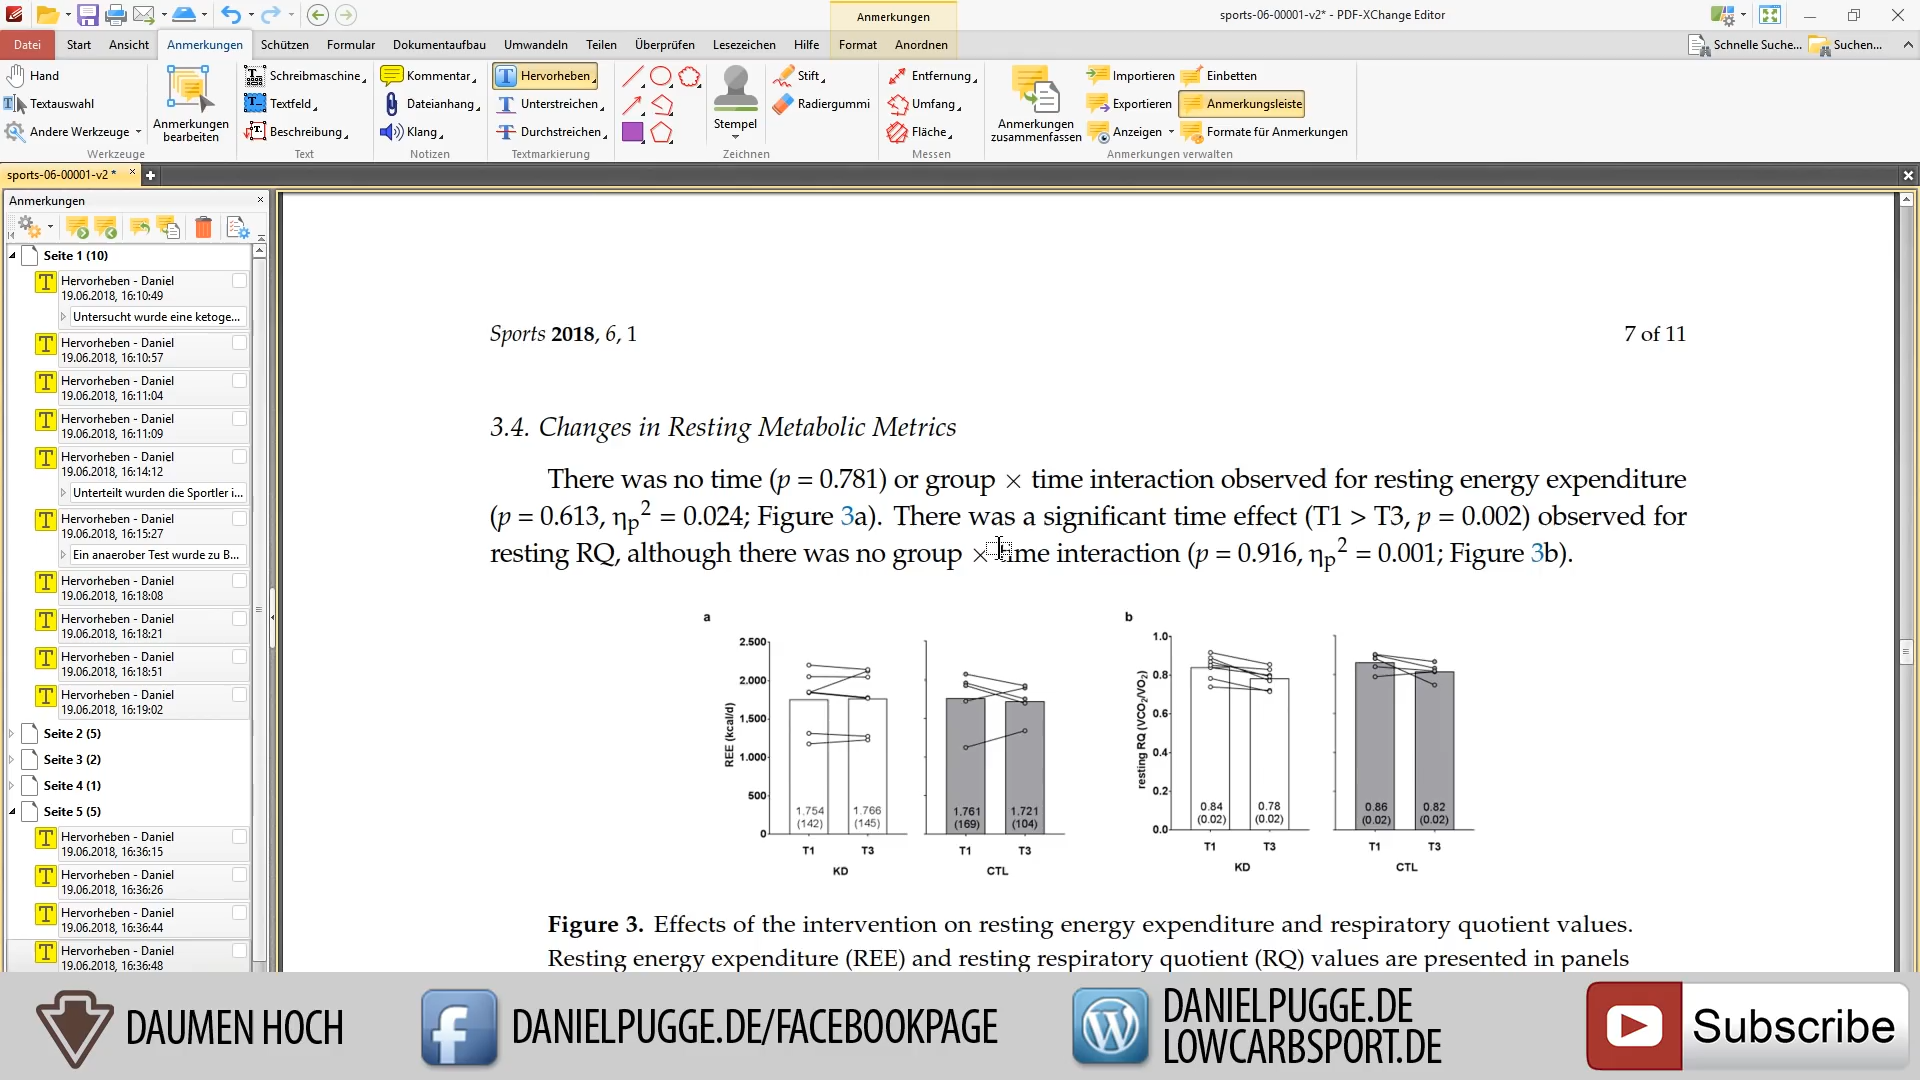 Anmerkungen
sports-06-00001-v2* - PDF-XChange Editor
Datei Start Ansicht Anmerkungen Schützen Formular Dokumentaufbau Umwandeln Teilen Überprüfen Lesezeichen Hilfe Format Anordnen Schnelle Suche... Suchen...
Hand Schreibmaschine Kommentar Hervorheben Stift Entfernung Importieren Einbetten
Textauswahl Textfeld Dateianhang Unterstreichen Radiergummi Umfang Exportieren Anmerkungsleiste
Andere Werkzeuge Anmerkungen bearbeiten Beschreibung Klang Durchstreichen Stempel Fläche Anmerkungen zusammenfassen Anzeigen Formate für Anmerkungen
Werkzeuge Text Notizen Textmarkierung Zeichnen Messen Anmerkungen verwalten
sports-06-00001-v2 *
Anmerkungen
Seite 1 (10)
Hervorheben - Daniel
19.06.2018, 16:10:49
Untersucht wurde eine ketoge...
Hervorheben - Daniel
19.06.2018, 16:10:57
Hervorheben - Daniel
19.06.2018, 16:11:04
Hervorheben - Daniel
19.06.2018, 16:11:09
Hervorheben - Daniel
19.06.2018, 16:14:12
Unterteilt wurden die Sportler i...
Hervorheben - Daniel
19.06.2018, 16:15:27
Ein anaerober Test wurde zu B...
Hervorheben - Daniel
19.06.2018, 16:18:08
Hervorheben - Daniel
19.06.2018, 16:18:21
Hervorheben - Daniel
19.06.2018, 16:18:51
Hervorheben - Daniel
19.06.2018, 16:19:02
Seite 2 (5)
Seite 3 (2)
Seite 4 (1)
Seite 5 (5)
Hervorheben - Daniel
19.06.2018, 16:36:15
Hervorheben - Daniel
19.06.2018, 16:36:26
Hervorheben - Daniel
19.06.2018, 16:36:44
Hervorheben - Daniel
19.06.2018, 16:36:48
Sports 2018, 6, 1
7 of 11
3.4. Changes in Resting Metabolic Metrics
There was no time (p = 0.781) or group × time interaction observed for resting energy expenditure
(p = 0.613, ηp² = 0.024; Figure 3a). There was a significant time effect (T1 > T3, p = 0.002) observed for
resting RQ, although there was no group × time interaction (p = 0.916, ηp² = 0.001; Figure 3b).
a
REE (kcal/d)
2.500
2.000
1.500
1.000
500
0
1.754 1.766 1.761 1.721
(142) (145) (169) (104)
T1 T3 T1 T3
KD CTL
b
resting RQ (VCO2/VO2)
1.0
0.8
0.6
0.4
0.2
0.0
0.84 0.78 0.86 0.82
(0.02) (0.02) (0.02) (0.02)
T1 T3 T1 T3
KD CTL
Figure 3. Effects of the intervention on resting energy expenditure and respiratory quotient values.
Resting energy expenditure (REE) and resting respiratory quotient (RQ) values are presented in panels
DAUMEN HOCH
DANIELPUGGE.DE/FACEBOOKPAGE
DANIELPUGGE.DE
LOWCARBSPORT.DE
Subscribe